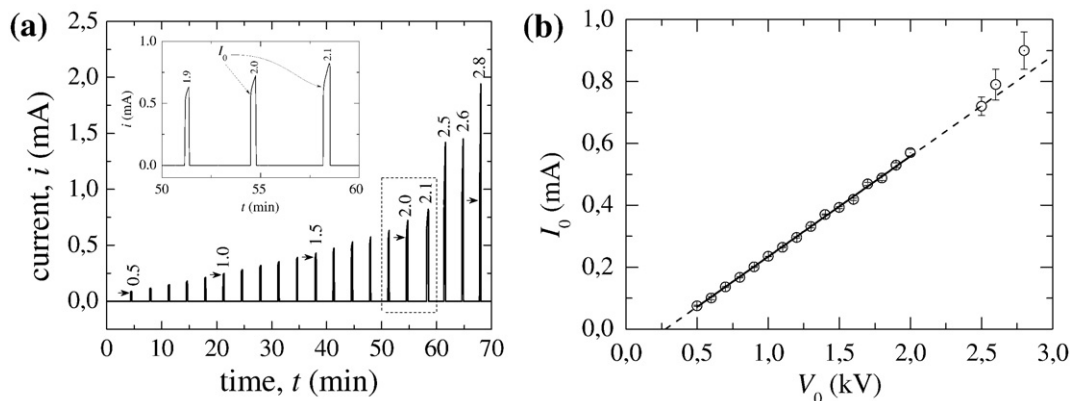 (a)
2,5
2,0
1,5
1,0
0,5
0,0
current, i (mA)
0 10 20 30 40 50 60 70
time, t (min)
0.5
1.0
1.5
2.0
2.1
2.5
2.6
2.8
1.0
0.5
0.0
i (mA)
I₀
1.9
2.0
2.1
50 55 60
t (min)
(b)
1,0
0,8
0,6
0,4
0,2
0,0
I₀ (mA)
0,0 0,5 1,0 1,5 2,0 2,5 3,0
V₀ (kV)